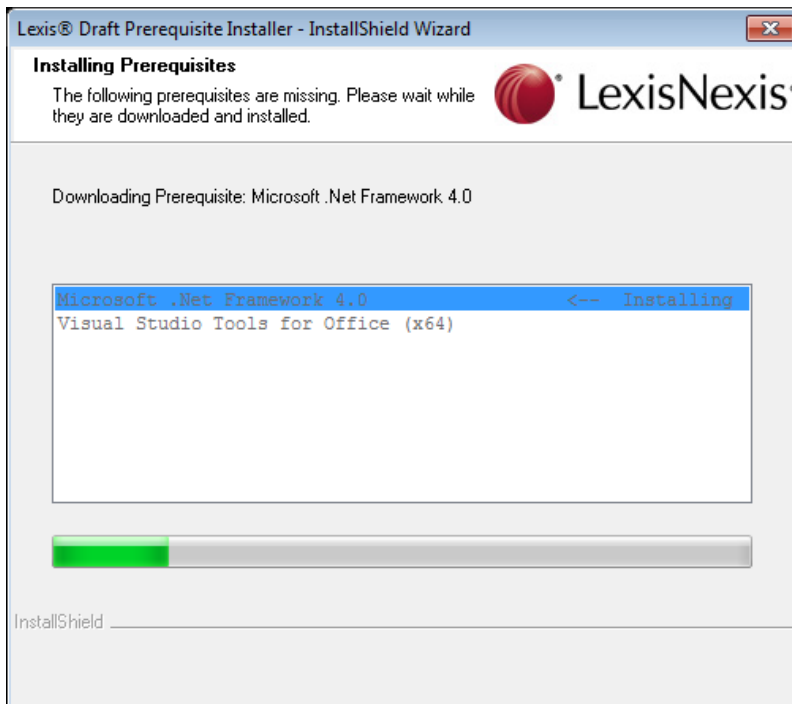 Lexis® Draft Prerequisite Installer - InstallShield Wizard
Installing Prerequisites
The following prerequisites are missing. Please wait while
they are downloaded and installed.
LexisNexis®
Downloading Prerequisite: Microsoft .Net Framework 4.0
Microsoft .Net Framework 4.0 <-- Installing
Visual Studio Tools for Office (x64)
InstallShield